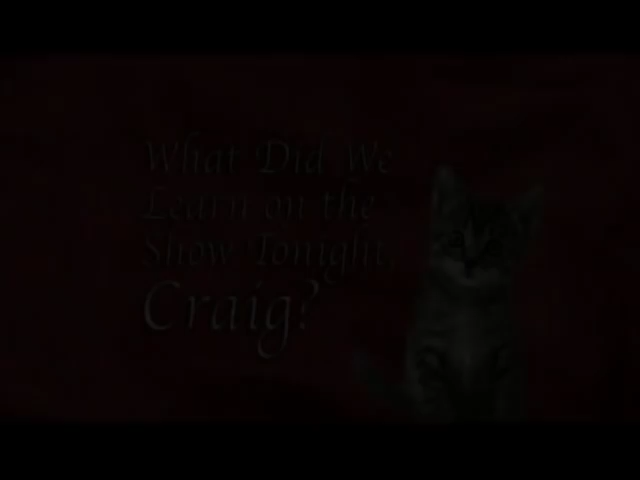 What Did We
Learn on the
Show Tonight,
Craig?